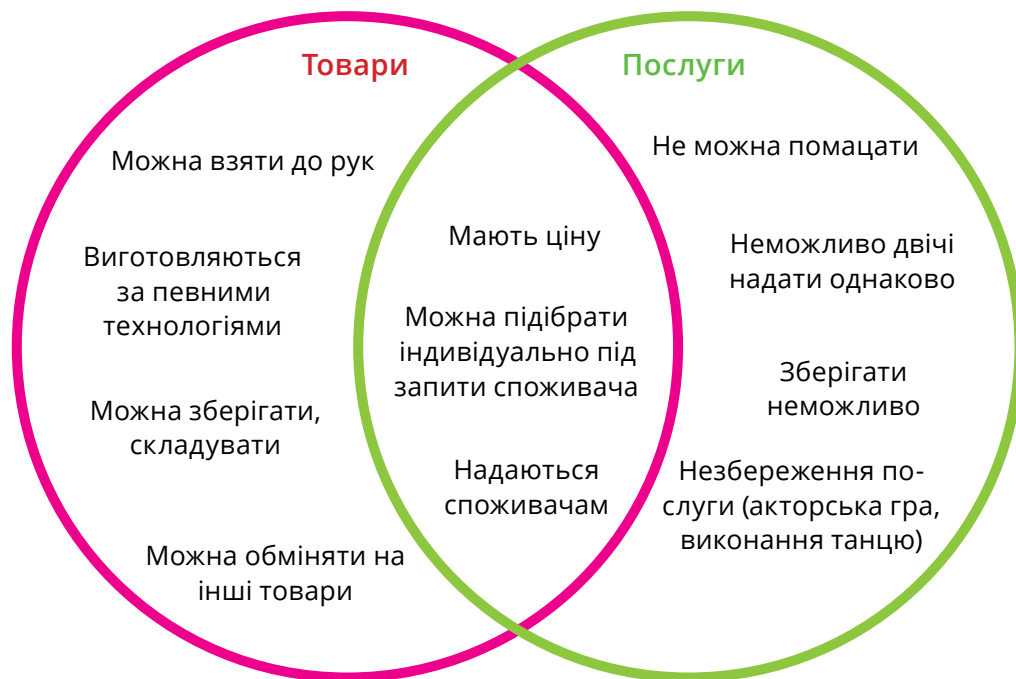 Товари
Можна взяти до рук
Виготовляються
за певними
технологіями
Можна зберігати,
складувати
Можна обміняти на
інші товари
Мають ціну
Можна підібрати
індивідуально під
запити споживача
Надаються
споживачам
Послуги
Не можна помацати
Неможливо двічі
надати однаково
Зберігати
неможливо
Незбереження по-
слуги (акторська гра,
виконання танцю)